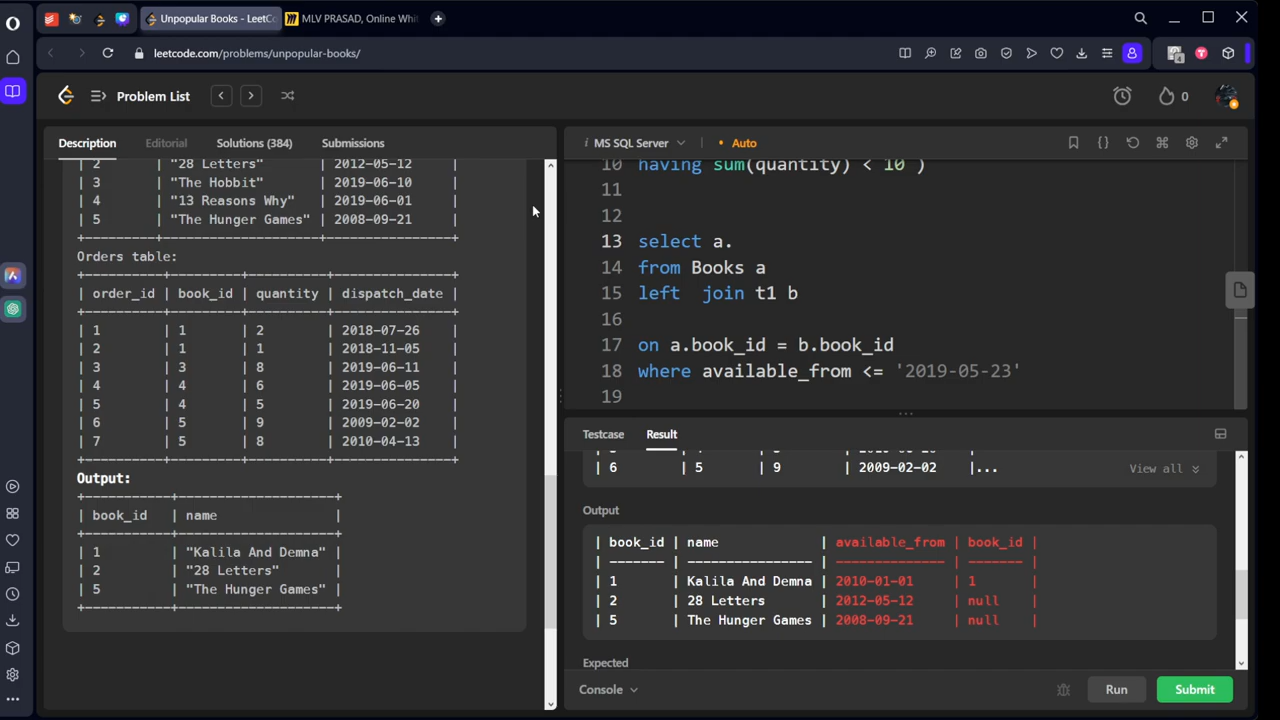 Unpopular Books - LeetCo
MLV PRASAD, Online Whit
leetcode.com/problems/unpopular-books/
4
Problem List
0
Description
Editorial
Solutions (384)
Submissions
| 2 | "28 Letters" | 2012-05-12 |
| 3 | "The Hobbit" | 2019-06-10 |
| 4 | "13 Reasons Why" | 2019-06-01 |
| 5 | "The Hunger Games" | 2008-09-21 |
+---------+--------------------+----------------+
Orders table:
+----------+---------+----------+---------------+
| order_id | book_id | quantity | dispatch_date |
+----------+---------+----------+---------------+
| 1 | 1 | 2 | 2018-07-26 |
| 2 | 1 | 1 | 2018-11-05 |
| 3 | 3 | 8 | 2019-06-11 |
| 4 | 4 | 6 | 2019-06-05 |
| 5 | 4 | 5 | 2019-06-20 |
| 6 | 5 | 9 | 2009-02-02 |
| 7 | 5 | 8 | 2010-04-13 |
+----------+---------+----------+---------------+
Output:
+-----------+--------------------+
| book_id | name |
+-----------+--------------------+
| 1 | "Kalila And Demna" |
| 2 | "28 Letters" |
| 5 | "The Hunger Games" |
+-----------+--------------------+
i MS SQL Server
• Auto
10 having sum(quantity) < 10 )
11
12
13 select a.
14 from Books a
15 left  join t1 b
16
17 on a.book_id = b.book_id
18 where available_from <= '2019-05-23'
19
Testcase
Result
| 6 | 5 | 9 | 2009-02-02 |...
View all
Output
| book_id | name | available_from | book_id |
| ------- | ---------------- | -------------- | ------- |
| 1 | Kalila And Demna | 2010-01-01 | 1 |
| 2 | 28 Letters | 2012-05-12 | null |
| 5 | The Hunger Games | 2008-09-21 | null |
Expected
Console
Run
Submit